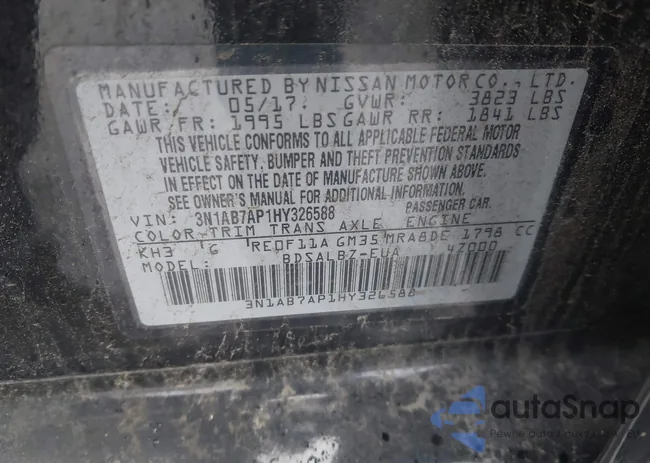 MANUFACTURED BY NISSAN MOTOR CO., LTD.
DATE: 05/17. GVWR: 3823 LBS
GAWR FR: 1995 LBS GAWR RR: 1841 LBS
THIS VEHICLE CONFORMS TO ALL APPLICABLE FEDERAL MOTOR
VEHICLE SAFETY, BUMPER AND THEFT PREVENTION STANDARDS
IN EFFECT ON THE DATE OF MANUFACTURE SHOWN ABOVE.
SEE OWNER'S MANUAL FOR ADDITIONAL INFORMATION.
VIN: 3N1AB7AP1HY326588 PASSENGER CAR.
COLOR-TRIM TRANS AXLE ENGINE
KH3 G RE0F11A GM35 MRA8DE 1798 CC
MODEL: BDSALBZ-EUA 47000
3N1AB7AP1HY326588
autaSnap